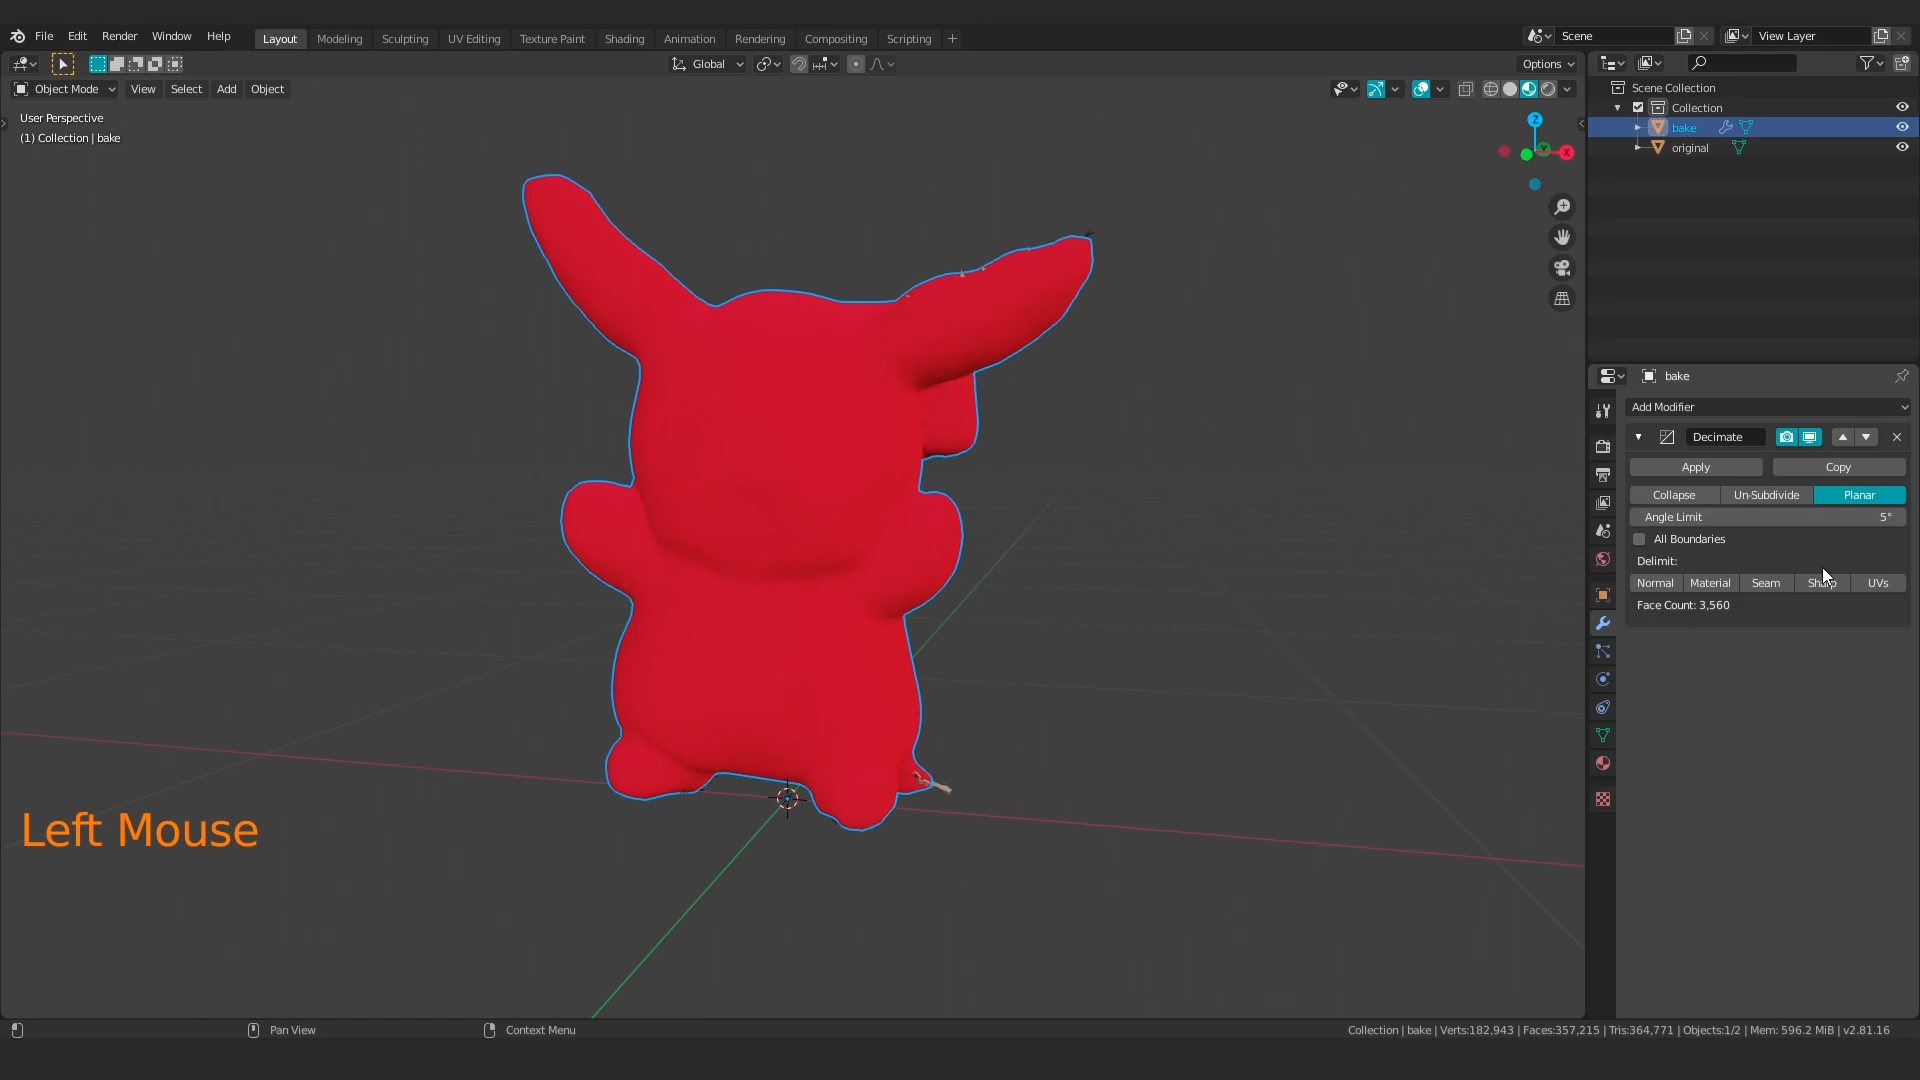 File Edit Render Window Help Layout Modeling Sculpting UV Editing Texture Paint Shading Animation Rendering Compositing Scripting + Scene View Layer
Global Options
Object Mode View Select Add Object
User Perspective
(1) Collection | bake
Z
Y
X
Scene Collection
Collection
bake
original
bake
Add Modifier
Decimate
Apply Copy
Collapse Un-Subdivide Planar
Angle Limit 5°
All Boundaries
Delimit:
Normal Material Seam Sharp UVs
Face Count: 3,560
Left Mouse
Pan View Context Menu Collection | bake | Verts:182,943 | Faces:357,215 | Tris:364,771 | Objects:1/2 | Mem: 596.2 MiB | v2.81.16